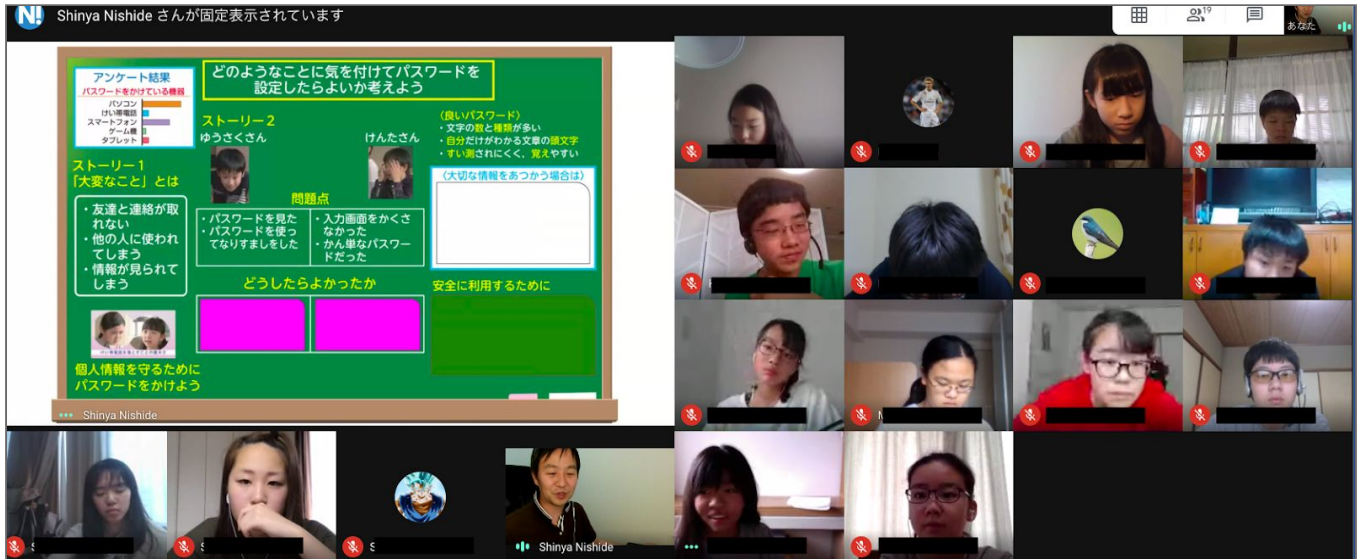 Shinya Nishide さんが固定表示されています
19
あなた
アンケート結果
パスワードをかけている機器
パソコン
けい帯電話
スマートフォン
ゲーム機
タブレット
どのようなことに気を付けてパスワードを
設定したらよいか考えよう
ストーリー1
「大変なこと」とは
・友達と連絡が取
れない
・他の人に使われ
てしまう
・情報が見られて
しまう
個人情報を守るために
パスワードをかけよう
ストーリー2
ゆうさくさん
けんたさん
問題点
・パスワードを見た
・パスワードを使っ
てなりすましをした
・入力画面をかくさ
なかった
・かん単なパスワー
ドだった
どうしたらよかったか
〈良いパスワード〉
・文字の数と種類が多い
・自分だけがわかる文章の頭文字
・すい測されにくく，覚えやすい
〈大切な情報をあつかう場合は〉
安全に利用するために
Shinya Nishide
Shinya Nishide